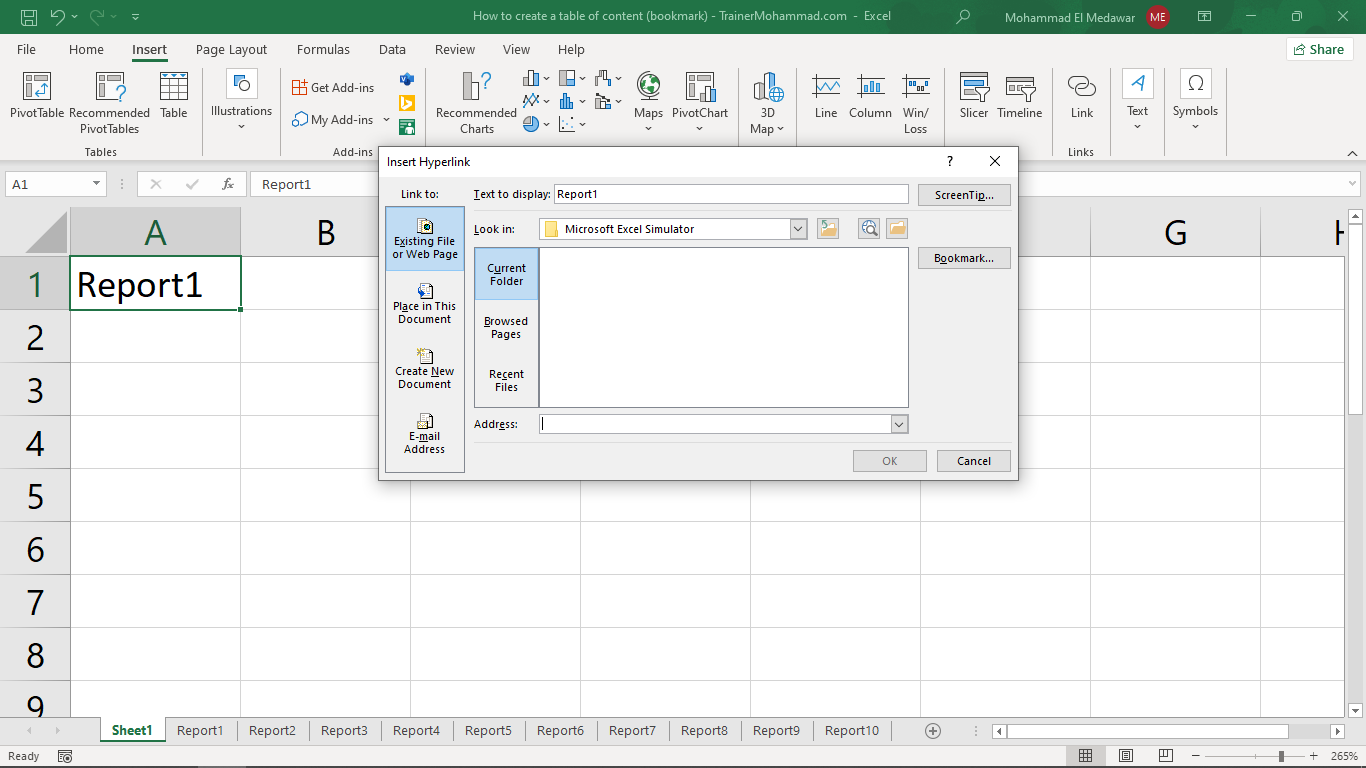 How to create a table of content (bookmark) - TrainerMohammad.com - Excel
Mohammad El Medawar ME
File Home Insert Page Layout Formulas Data Review View Help Share
PivotTable
Recommended
PivotTables
Table
Tables
Illustrations
Get Add-ins
My Add-ins
Add-ins
Recommended
Charts
Maps
PivotChart
3D
Map
Line
Column
Win/
Loss
Slicer
Timeline
Link
Links
Text
Symbols
A1
fx
Report1
A B G H
1 Report1
2
3
4
5
6
7
8
9
Insert Hyperlink ?
Link to:
Text to display: Report1
ScreenTip...
Existing File
or Web Page
Place in This
Document
Create New
Document
E-mail
Address
Look in: Microsoft Excel Simulator
Current
Folder
Browsed
Pages
Recent
Files
Bookmark...
Address:
OK Cancel
Sheet1 Report1 Report2 Report3 Report4 Report5 Report6 Report7 Report8 Report9 Report10
Ready 265%